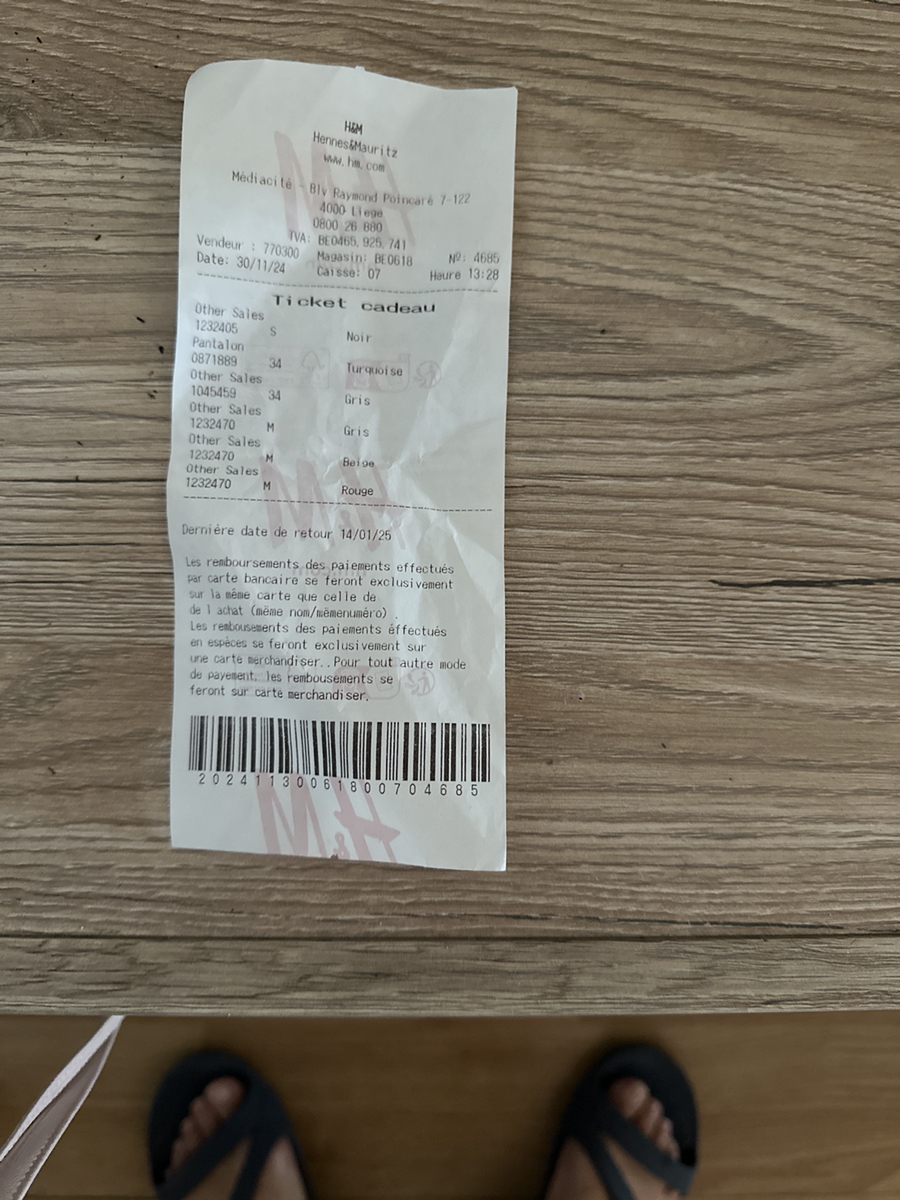 H&M
Hennes&Mauritz
www.hm.com
Médiacité - Blv Raymond Poincaré 7-122
4000 Liege
0800 26 880
TVA: BE0465.925.741
Vendeur : 770300 Magasin: BE0618 Nº: 4685
Date: 30/11/24 Caisse: 07 Heure 13:28
Ticket cadeau
Other Sales
1232405 S Noir
Pantalon
0871889 34 Turquoise
Other Sales
1045459 34 Gris
Other Sales
1232470 M Gris
Other Sales
1232470 M Beige
Other Sales
1232470 M Rouge
Dernière date de retour 14/01/25
Les remboursements des paiements effectués
par carte bancaire se feront exclusivement
sur la même carte que celle de
de l achat (même nom/mêmenuméro) .
Les rembousements des paiements êffectués
en espèces se feront exclusivement sur
une carte merchandiser..Pour tout autre mode
de payement, les rembousements se
feront sur carte merchandiser.
20241130061800704685
H&M
H&M
H&M